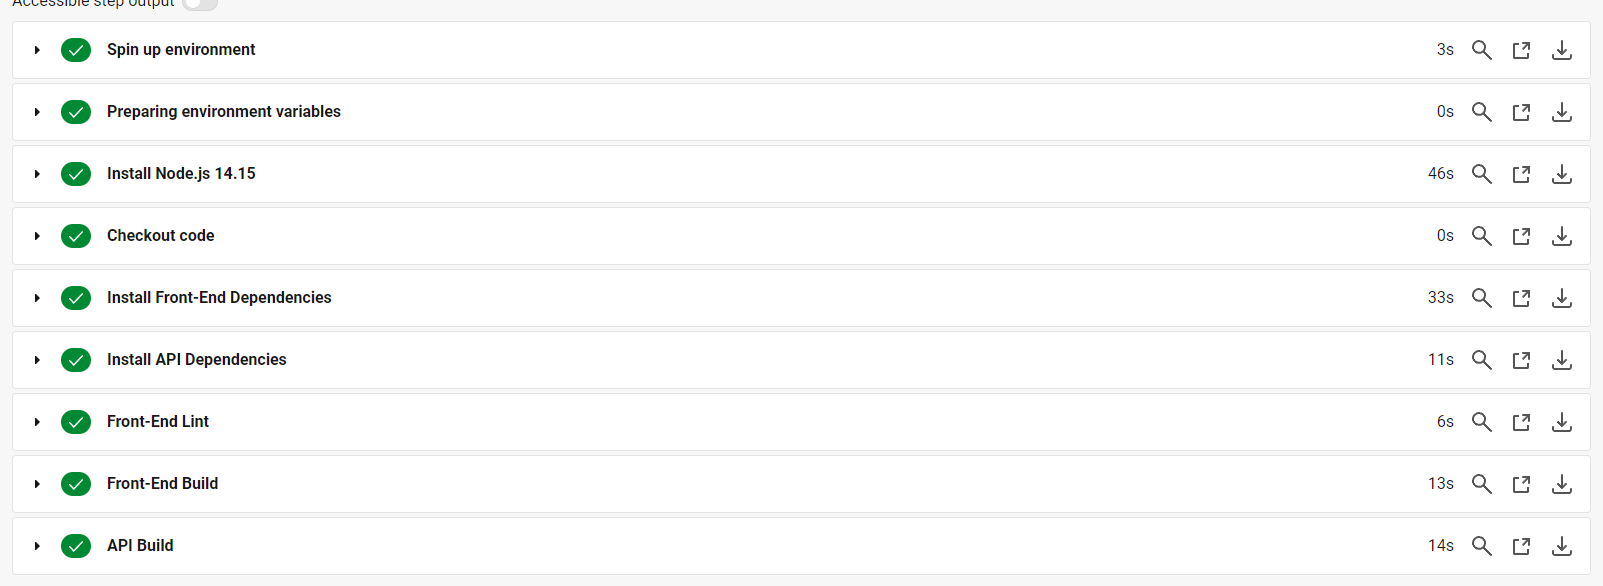 Accessible step output
Spin up environment 3s
Preparing environment variables 0s
Install Node.js 14.15 46s
Checkout code 0s
Install Front-End Dependencies 33s
Install API Dependencies 11s
Front-End Lint 6s
Front-End Build 13s
API Build 14s